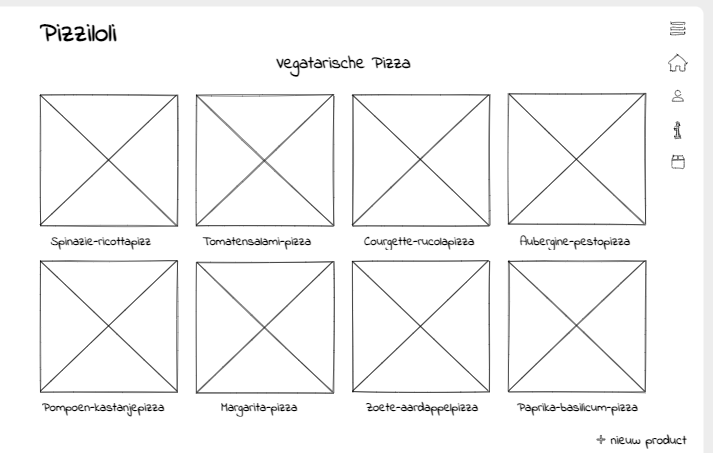 Pizziloli
vegatarische Pizza
Spinazie-ricottapizz
Tomatensalami-pizza
Courgette-rucolapizza
Aubergine-pestopizza
Pompoen-kastanjepizza
Margarita-pizza
Zoete-aardappelpizza
Paprika-basilicum-pizza
+ nieuw product